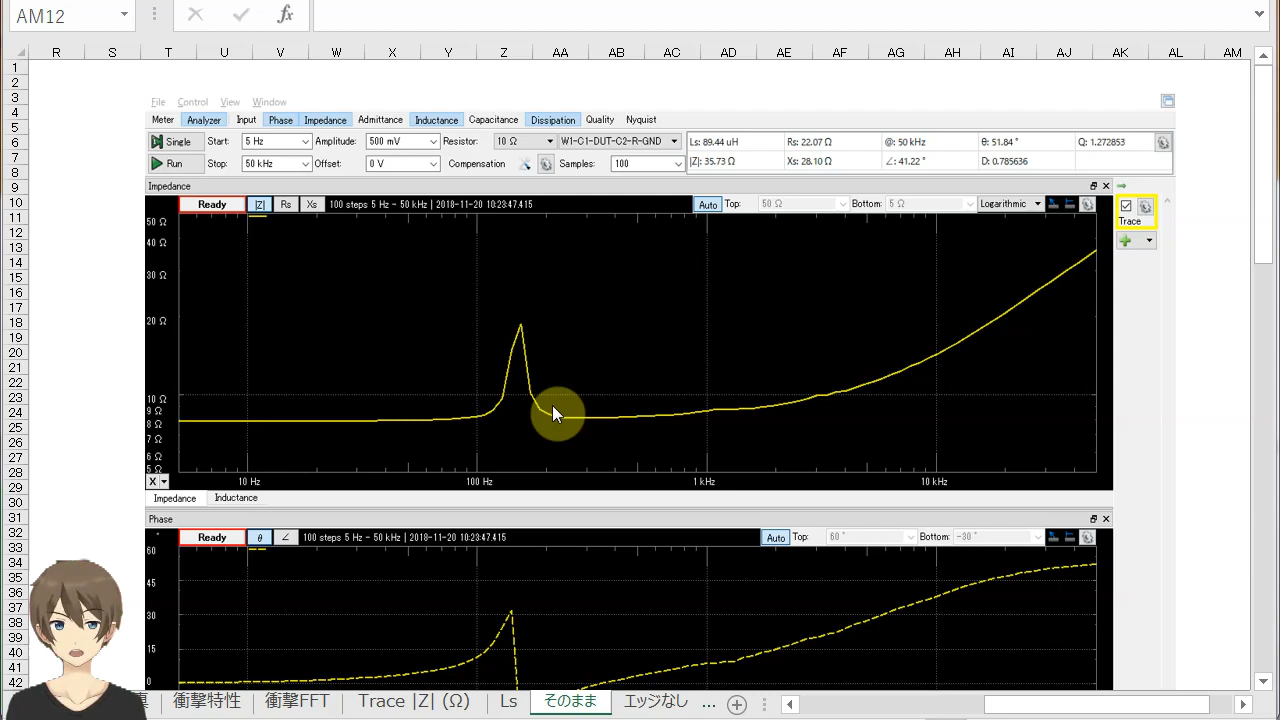 AM12
fx
R S T U V W X Y Z AA AB AC AD AE AF AG AH AI AJ AK AL AM
File Control View Window
Meter Analyzer Input Phase Impedance Admittance Inductance Capacitance Dissipation Quality Nyquist
Single Start: 5 Hz Amplitude: 500 mV Resistor: 10 Ω W1-C1-DUT-C2-R-GND Ls: 89.44 uH Rs: 22.07 Ω @: 50 kHz θ: 51.84 ° Q: 1.272853
Run Stop: 50 kHz Offset: 0 V Compensation Samples: 100 |Z|: 35.73 Ω Xs: 28.10 Ω ∠: 41.22 ° D: 0.785636
Impedance
Ready |Z| Rs Xs 100 steps 5 Hz - 50 kHz | 2018-11-20 10:23:47.415 Auto Top: 50 Ω Bottom: 5 Ω Logarithmic
Trace
50 Ω
40 Ω
30 Ω
20 Ω
10 Ω
9 Ω
8 Ω
7 Ω
6 Ω
5 Ω
X 10 Hz 100 Hz 1 kHz 10 kHz
Impedance Inductance
Phase
Ready θ ∠ 100 steps 5 Hz - 50 kHz | 2018-11-20 10:23:47.415 Auto Top: 60 ° Bottom: -30 °
°
60
45
30
15
0
衝撃特性 衝撃FFT Trace |Z| (Ω) Ls そのまま エッジなし ...